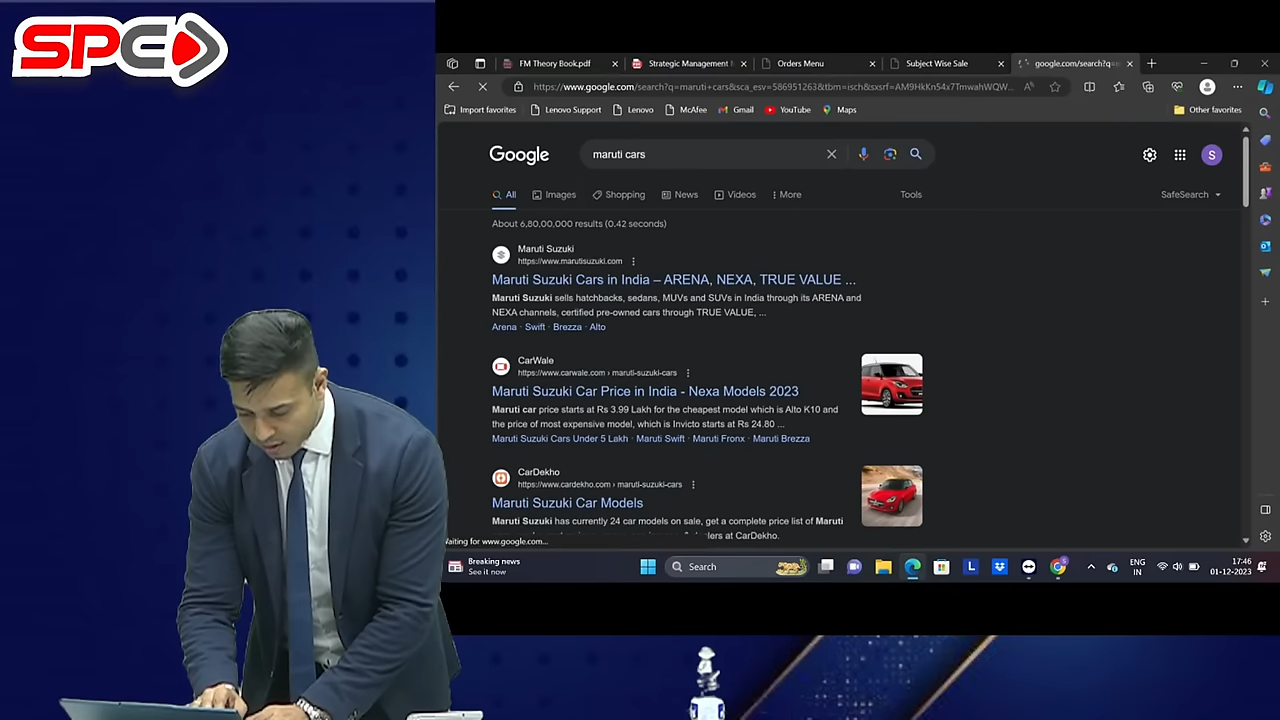 SPC
FM Theory Book.pdf
Strategic Management
Orders Menu
Subject Wise Sale
google.com/search?q=
https://www.google.com/search?q=maruti+cars&sca_esv=586951263&tbm=isch&sxsrf=AM9HkKn54x7TmwahWQW...
Import favorites
Lenovo Support
Lenovo
McAfee
Gmail
YouTube
Maps
Other favorites
Google
maruti cars
S
All
Images
Shopping
News
Videos
More
Tools
SafeSearch
About 6,80,00,000 results (0.42 seconds)
Maruti Suzuki
https://www.marutisuzuki.com
Maruti Suzuki Cars in India – ARENA, NEXA, TRUE VALUE ...
Maruti Suzuki sells hatchbacks, sedans, MUVs and SUVs in India through its ARENA and
NEXA channels, certified pre-owned cars through TRUE VALUE, ...
Arena · Swift · Brezza · Alto
CarWale
https://www.carwale.com › maruti-suzuki-cars
Maruti Suzuki Car Price in India - Nexa Models 2023
Maruti car price starts at Rs 3.99 Lakh for the cheapest model which is Alto K10 and
the price of most expensive model, which is Invicto starts at Rs 24.80 ...
Maruti Suzuki Cars Under 5 Lakh · Maruti Swift · Maruti Fronx · Maruti Brezza
CarDekho
https://www.cardekho.com › maruti-suzuki-cars
Maruti Suzuki Car Models
Maruti Suzuki has currently 24 car models on sale, get a complete price list of Maruti
at CarDekho.
Waiting for www.google.com...
Breaking news
See it now
Search
ENG
IN
17:46
01-12-2023